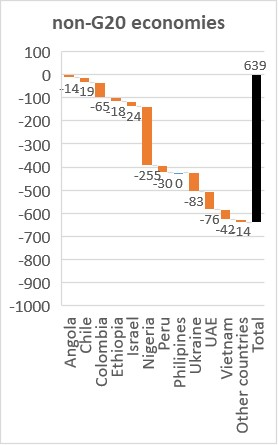 non-G20 economies
100
0
-100
-200
-300
-400
-500
-600
-700
-800
-900
-1000
-14
-19
-65
-18
-24
-255
-30
0
-83
-76
-42
-14
639
Angola
Chile
Colombia
Ethiopia
Israel
Nigeria
Peru
Philipines
Ukraine
UAE
Vietnam
Other countries
Total